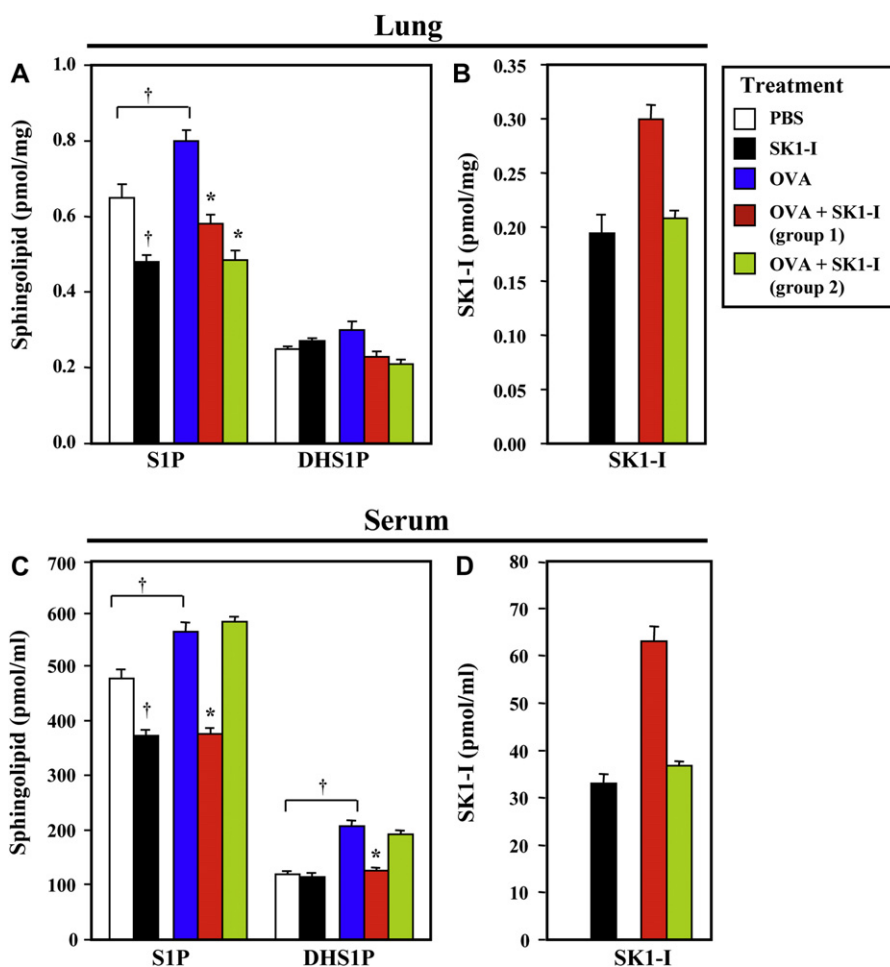 Lung
A
Sphingolipid (pmol/mg)
1.0
0.8
0.6
0.4
0.2
0.0
†
†
*
*
S1P
DHS1P
B
SK1-I (pmol/mg)
0.35
0.30
0.25
0.20
0.15
0.10
0.05
0.00
SK1-I
Treatment
PBS
SK1-I
OVA
OVA + SK1-I
(group 1)
OVA + SK1-I
(group 2)
Serum
C
Sphingolipid (pmol/ml)
700
600
500
400
300
200
100
0
†
†
*
†
*
S1P
DHS1P
D
SK1-I (pmol/ml)
80
70
60
50
40
30
20
10
0
SK1-I